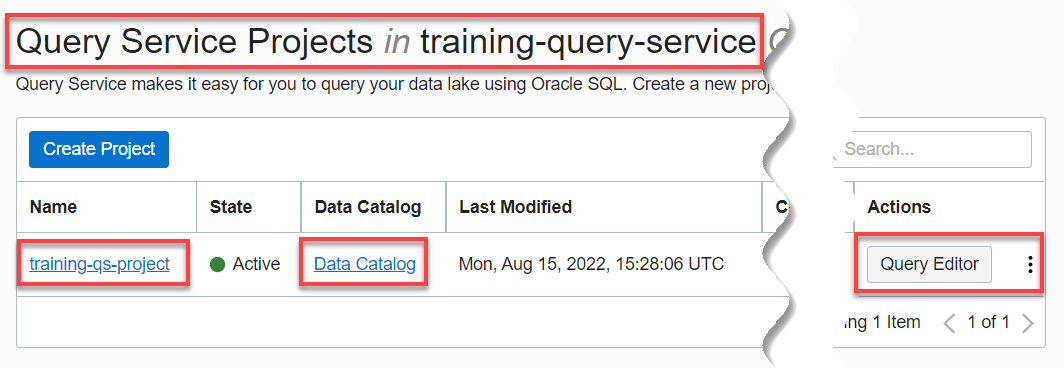 Query Service Projects in training-query-service
Query Service makes it easy for you to query your data lake using Oracle SQL. Create a new
Create Project
Search...
Name State Data Catalog Last Modified Actions
training-qs-project Active Data Catalog Mon, Aug 15, 2022, 15:28:06 UTC Query Editor
1 Item 1 of 1